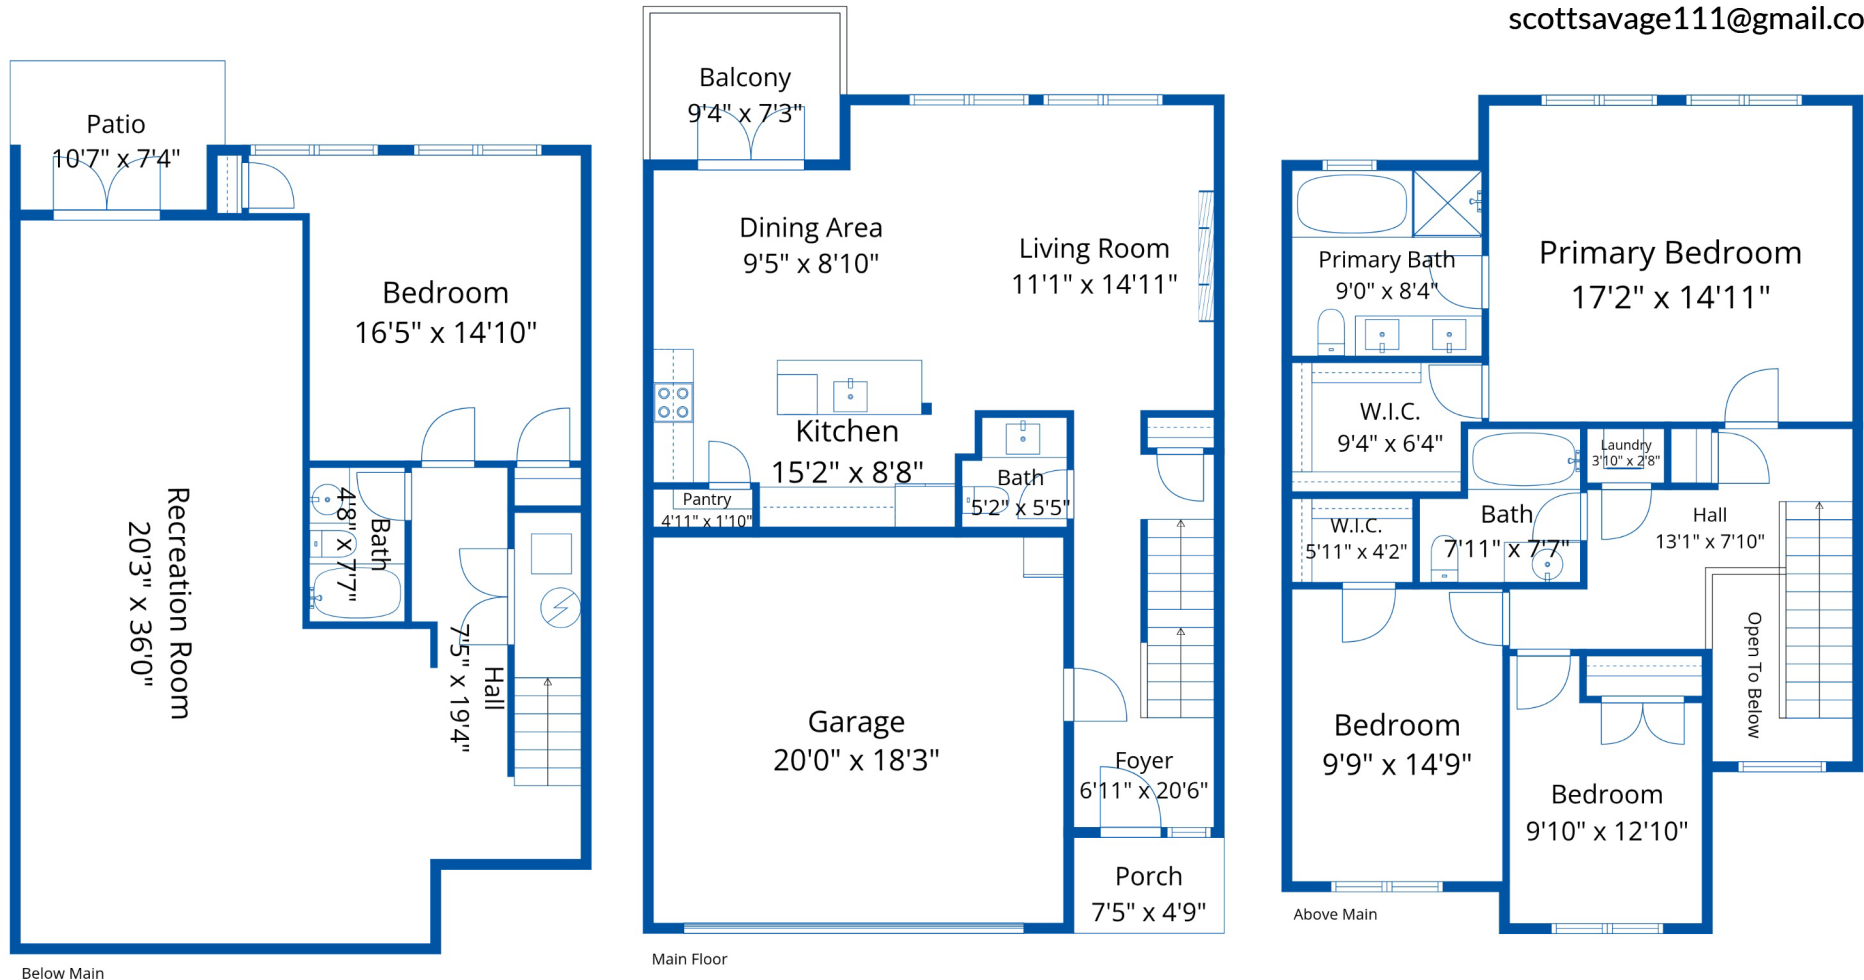 scottsavage111@gmail.co
Patio
10'7" x 7'4"
Bedroom
16'5" x 14'10"
Recreation Room
20'3" x 36'0"
Bath
4'8" x 7'7"
Hall
7'5" x 19'4"
Below Main
Balcony
9'4" x 7'3"
Dining Area
9'5" x 8'10"
Living Room
11'1" x 14'11"
Kitchen
15'2" x 8'8"
Pantry
4'11" x 1'10"
Bath
5'2" x 5'5"
Garage
20'0" x 18'3"
Foyer
6'11" x 20'6"
Porch
7'5" x 4'9"
Main Floor
Primary Bedroom
17'2" x 14'11"
Primary Bath
9'0" x 8'4"
W.I.C.
9'4" x 6'4"
Laundry
3'10" x 2'8"
W.I.C.
5'11" x 4'2"
Bath
7'11" x 7'7"
Hall
13'1" x 7'10"
Open To Below
Bedroom
9'9" x 14'9"
Bedroom
9'10" x 12'10"
Above Main